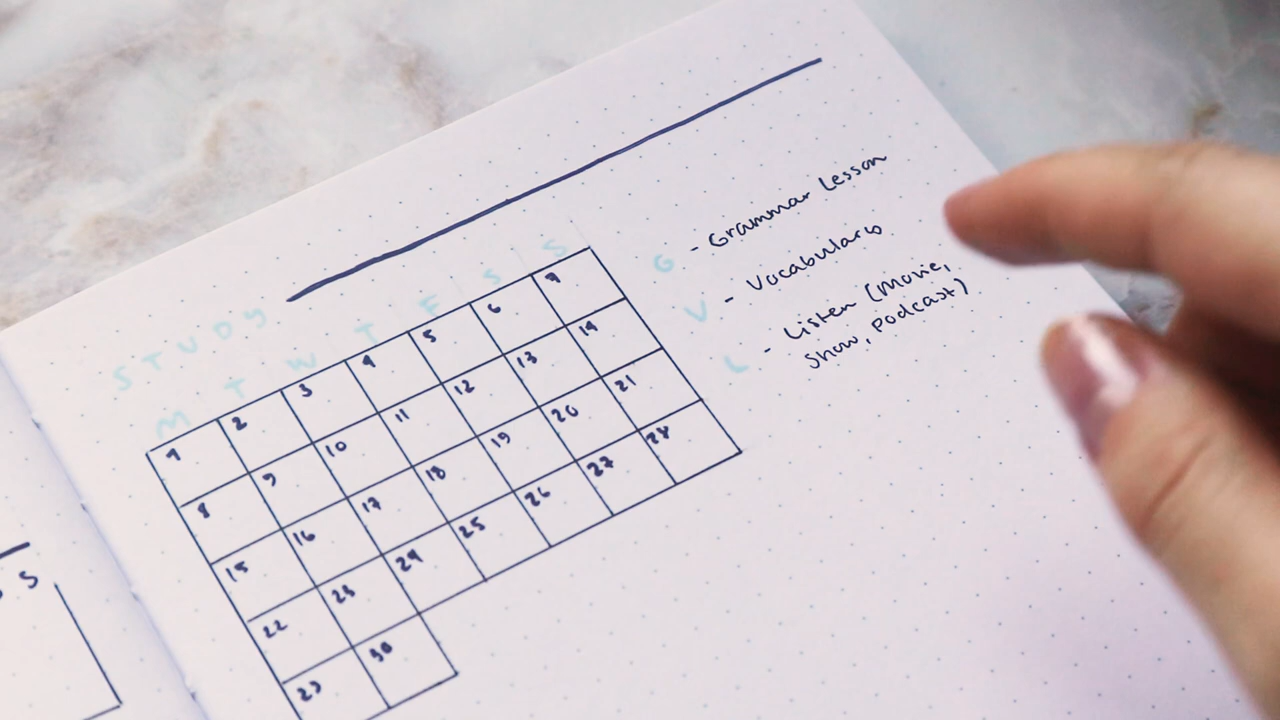 STUDY
M T W T F S S
1 2 3 4 5 6 7
8 9 10 11 12 13 14
15 16 17 18 19 20 21
22 23 24 25 26 27 28
29 30
G - Grammar Lesson
V - Vocabulary
L - Listen (Movie,
Show, Podcast)
S S